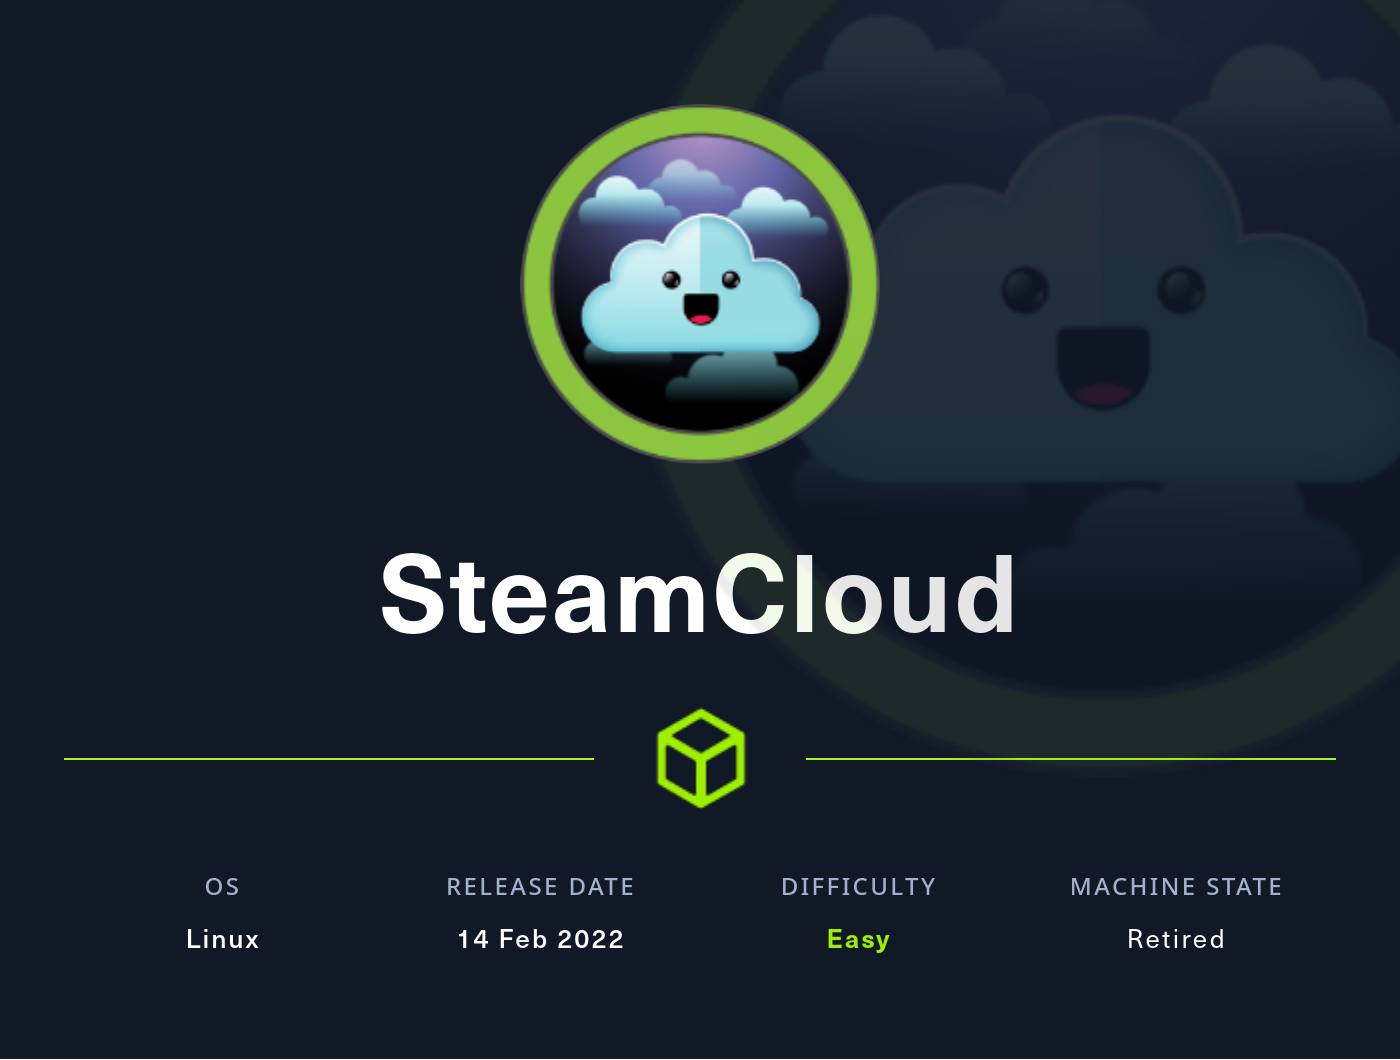 SteamCloud
OS
RELEASE DATE
DIFFICULTY
MACHINE STATE
Linux
14 Feb 2022
Easy
Retired